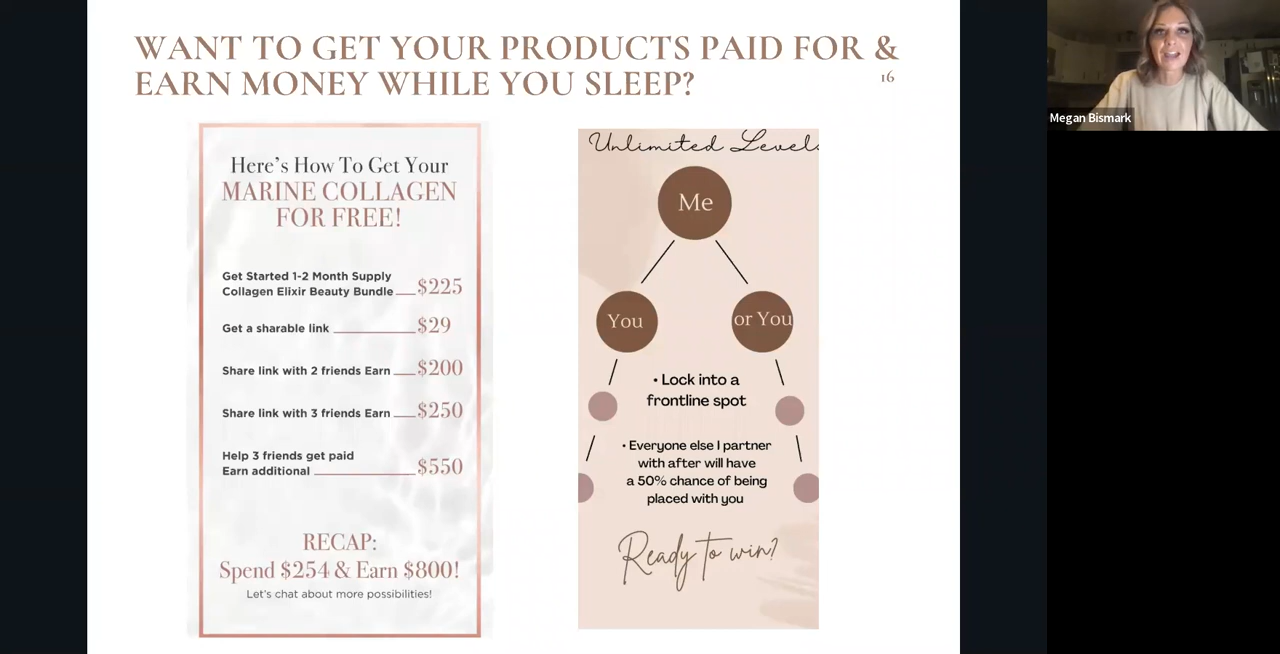 WANT TO GET YOUR PRODUCTS PAID FOR &
EARN MONEY WHILE YOU SLEEP?
16
Here's How To Get Your
MARINE COLLAGEN
FOR FREE!
Get Started 1-2 Month Supply
Collagen Elixir Beauty Bundle $225
Get a sharable link $29
Share link with 2 friends Earn $200
Share link with 3 friends Earn $250
Help 3 friends get paid
Earn additional $550
RECAP:
Spend $254 & Earn $800!
Let's chat about more possibilities!
Unlimited Levels
Me
You
or You
• Lock into a
frontline spot
• Everyone else I partner
with after will have
a 50% chance of being
placed with you
Ready to win?
Megan Bismark